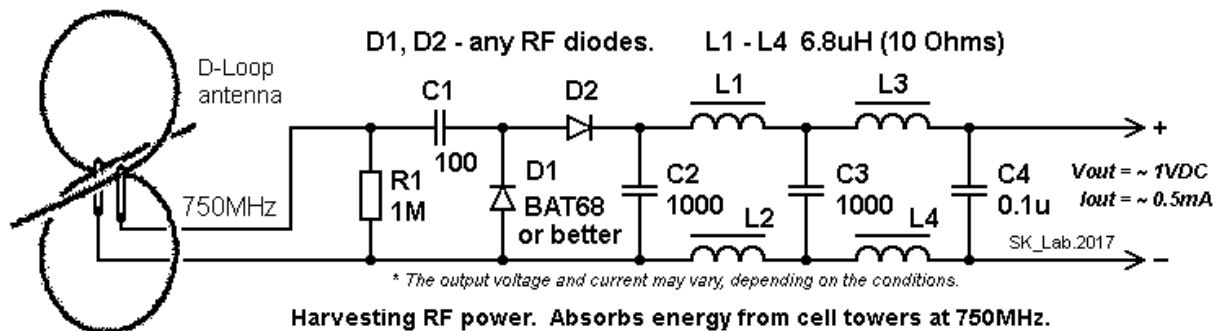 D1, D2 - any RF diodes. L1 - L4 6.8uH (10 Ohms)
D-Loop
antenna
C1
D2
L1
L3
100
+
R1
1M
D1
BAT68
or better
C2
1000
C3
1000
C4
0.1u
Vout = ~ 1VDC
Iout = ~ 0.5mA
750MHz
L2
L4
SK_Lab.2017
–
* The output voltage and current may vary, depending on the conditions.
Harvesting RF power. Absorbs energy from cell towers at 750MHz.